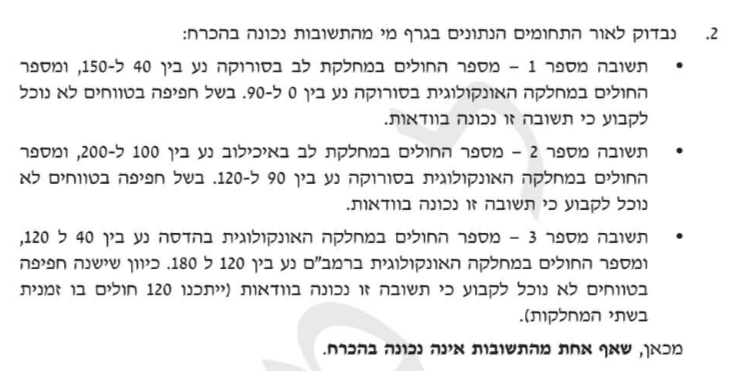 2. נבדוק לאור התחומים הנתונים בגרף מי מהתשובות נכונה בהכרח:
• תשובה מספר 1 – מספר החולים במחלקת לב בסורוקה נע בין 40 ל-150, ומספר
החולים במחלקה האונקולוגית בסורוקה נע בין 0 ל-90. בשל חפיפה בטווחים לא נוכל
לקבוע כי תשובה זו נכונה בוודאות.
• תשובה מספר 2 – מספר החולים במחלקת לב באיכילוב נע בין 100 ל-200, ומספר
החולים במחלקה האונקולוגית בסורוקה נע בין 90 ל-120. בשל חפיפה בטווחים לא
נוכל לקבוע כי תשובה זו נכונה בוודאות.
• תשובה מספר 3 – מספר החולים במחלקה האונקולוגית בהדסה נע בין 40 ל 120,
ומספר החולים במחלקה האונקולוגית ברמב"ם נע בין 120 ל 180. כיוון שישנה חפיפה
בטווחים לא נוכל לקבוע כי תשובה זו נכונה בוודאות (ייתכנו 120 חולים בו זמנית
בשתי המחלקות).
מכאן, שאף אחת מהתשובות אינה נכונה בהכרח.